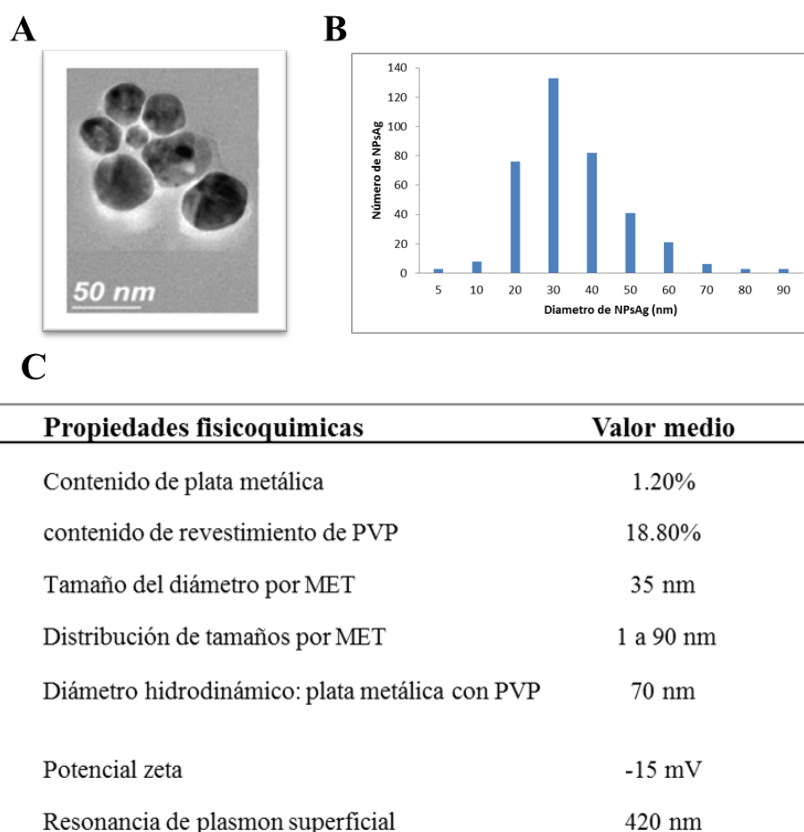 A
B
50 nm
Número de NPsAg
140
120
100
80
60
40
20
0
5 10 20 30 40 50 60 70 80 90
Diametro de NPsAg (nm)
C
Propiedades fisicoquimicas Valor medio
Contenido de plata metálica 1.20%
contenido de revestimiento de PVP 18.80%
Tamaño del diámetro por MET 35 nm
Distribución de tamaños por MET 1 a 90 nm
Diámetro hidrodinámico: plata metálica con PVP 70 nm
Potencial zeta -15 mV
Resonancia de plasmon superficial 420 nm